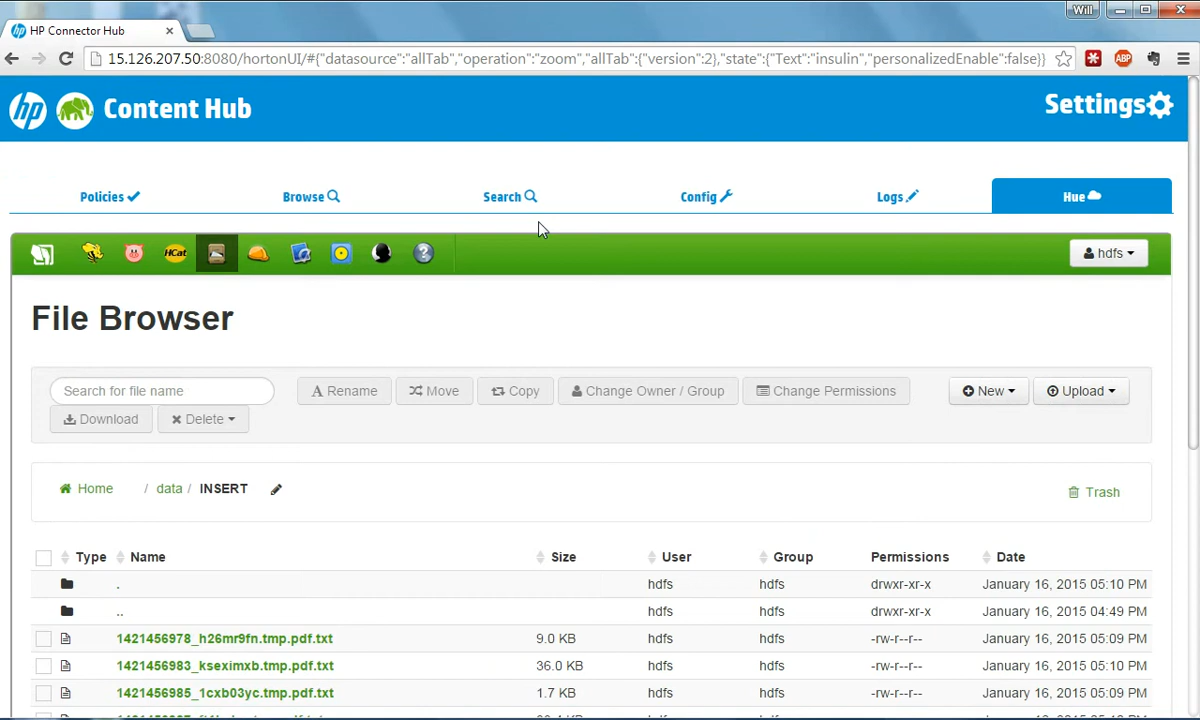 Will
HP Connector Hub
15.126.207.50:8080/hortonUI/#{"datasource":"allTab","operation":"zoom","allTab":{"version":2},"state":{"Text":"insulin","personalizedEnable":false}}
ABP
hp Content Hub Settings
Policies Browse Search Config Logs Hue
HCat hdfs
File Browser
Search for file name Rename Move Copy Change Owner / Group Change Permissions New Upload
Download Delete
Home / data / INSERT Trash
Type Name Size User Group Permissions Date
. hdfs hdfs drwxr-xr-x January 16, 2015 05:10 PM
.. hdfs hdfs drwxr-xr-x January 16, 2015 04:49 PM
1421456978_h26mr9fn.tmp.pdf.txt 9.0 KB hdfs hdfs -rw-r--r-- January 16, 2015 05:09 PM
1421456983_kseximxb.tmp.pdf.txt 36.0 KB hdfs hdfs -rw-r--r-- January 16, 2015 05:10 PM
1421456985_1cxb03yc.tmp.pdf.txt 1.7 KB hdfs hdfs -rw-r--r-- January 16, 2015 05:09 PM